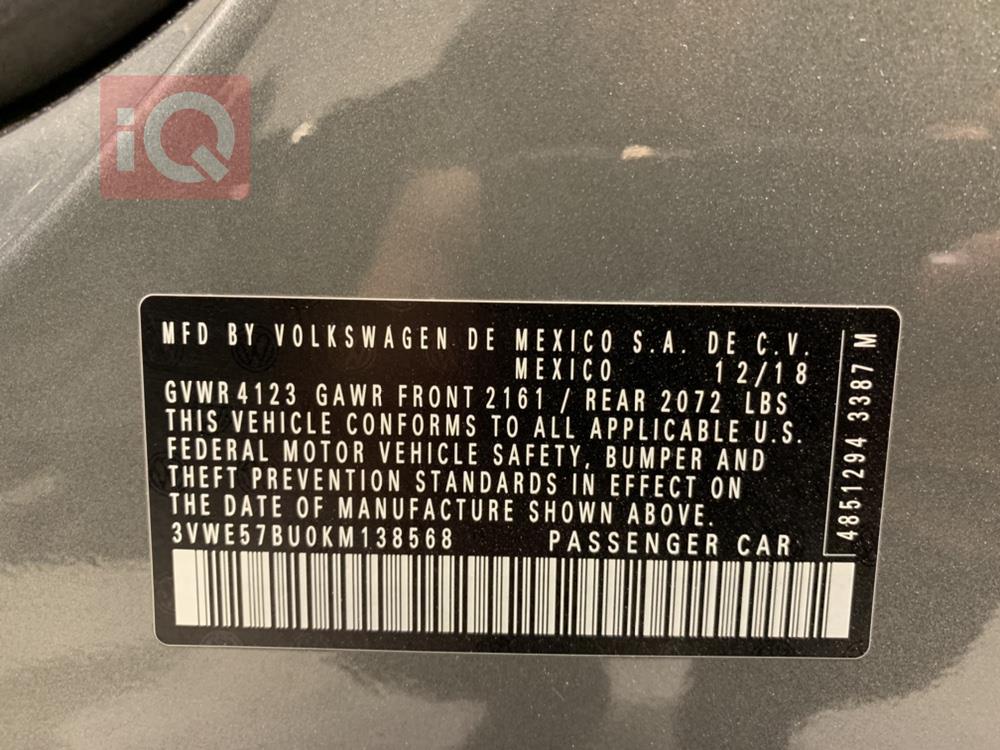 iQ
MFD BY VOLKSWAGEN DE MEXICO S.A. DE C.V.
MEXICO 12/18
GVWR 4123 GAWR FRONT 2161 / REAR 2072 LBS
THIS VEHICLE CONFORMS TO ALL APPLICABLE U.S.
FEDERAL MOTOR VEHICLE SAFETY, BUMPER AND
THEFT PREVENTION STANDARDS IN EFFECT ON
THE DATE OF MANUFACTURE SHOWN ABOVE.
3VWE57BU0KM138568 PASSENGER CAR
4851294 3387 M